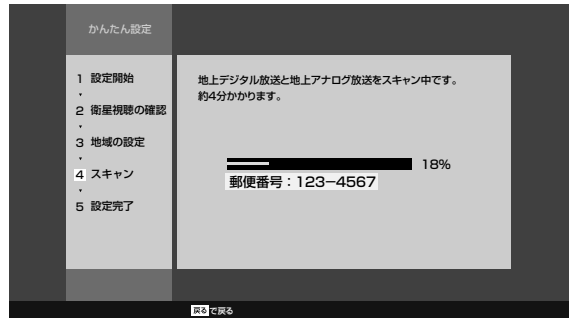 かんたん設定
1 設定開始
2 衛星視聴の確認
3 地域の設定
4 スキャン
5 設定完了
地上デジタル放送と地上アナログ放送をスキャン中です。
約4分かかります。
18%
郵便番号：123−4567
戻る で戻る